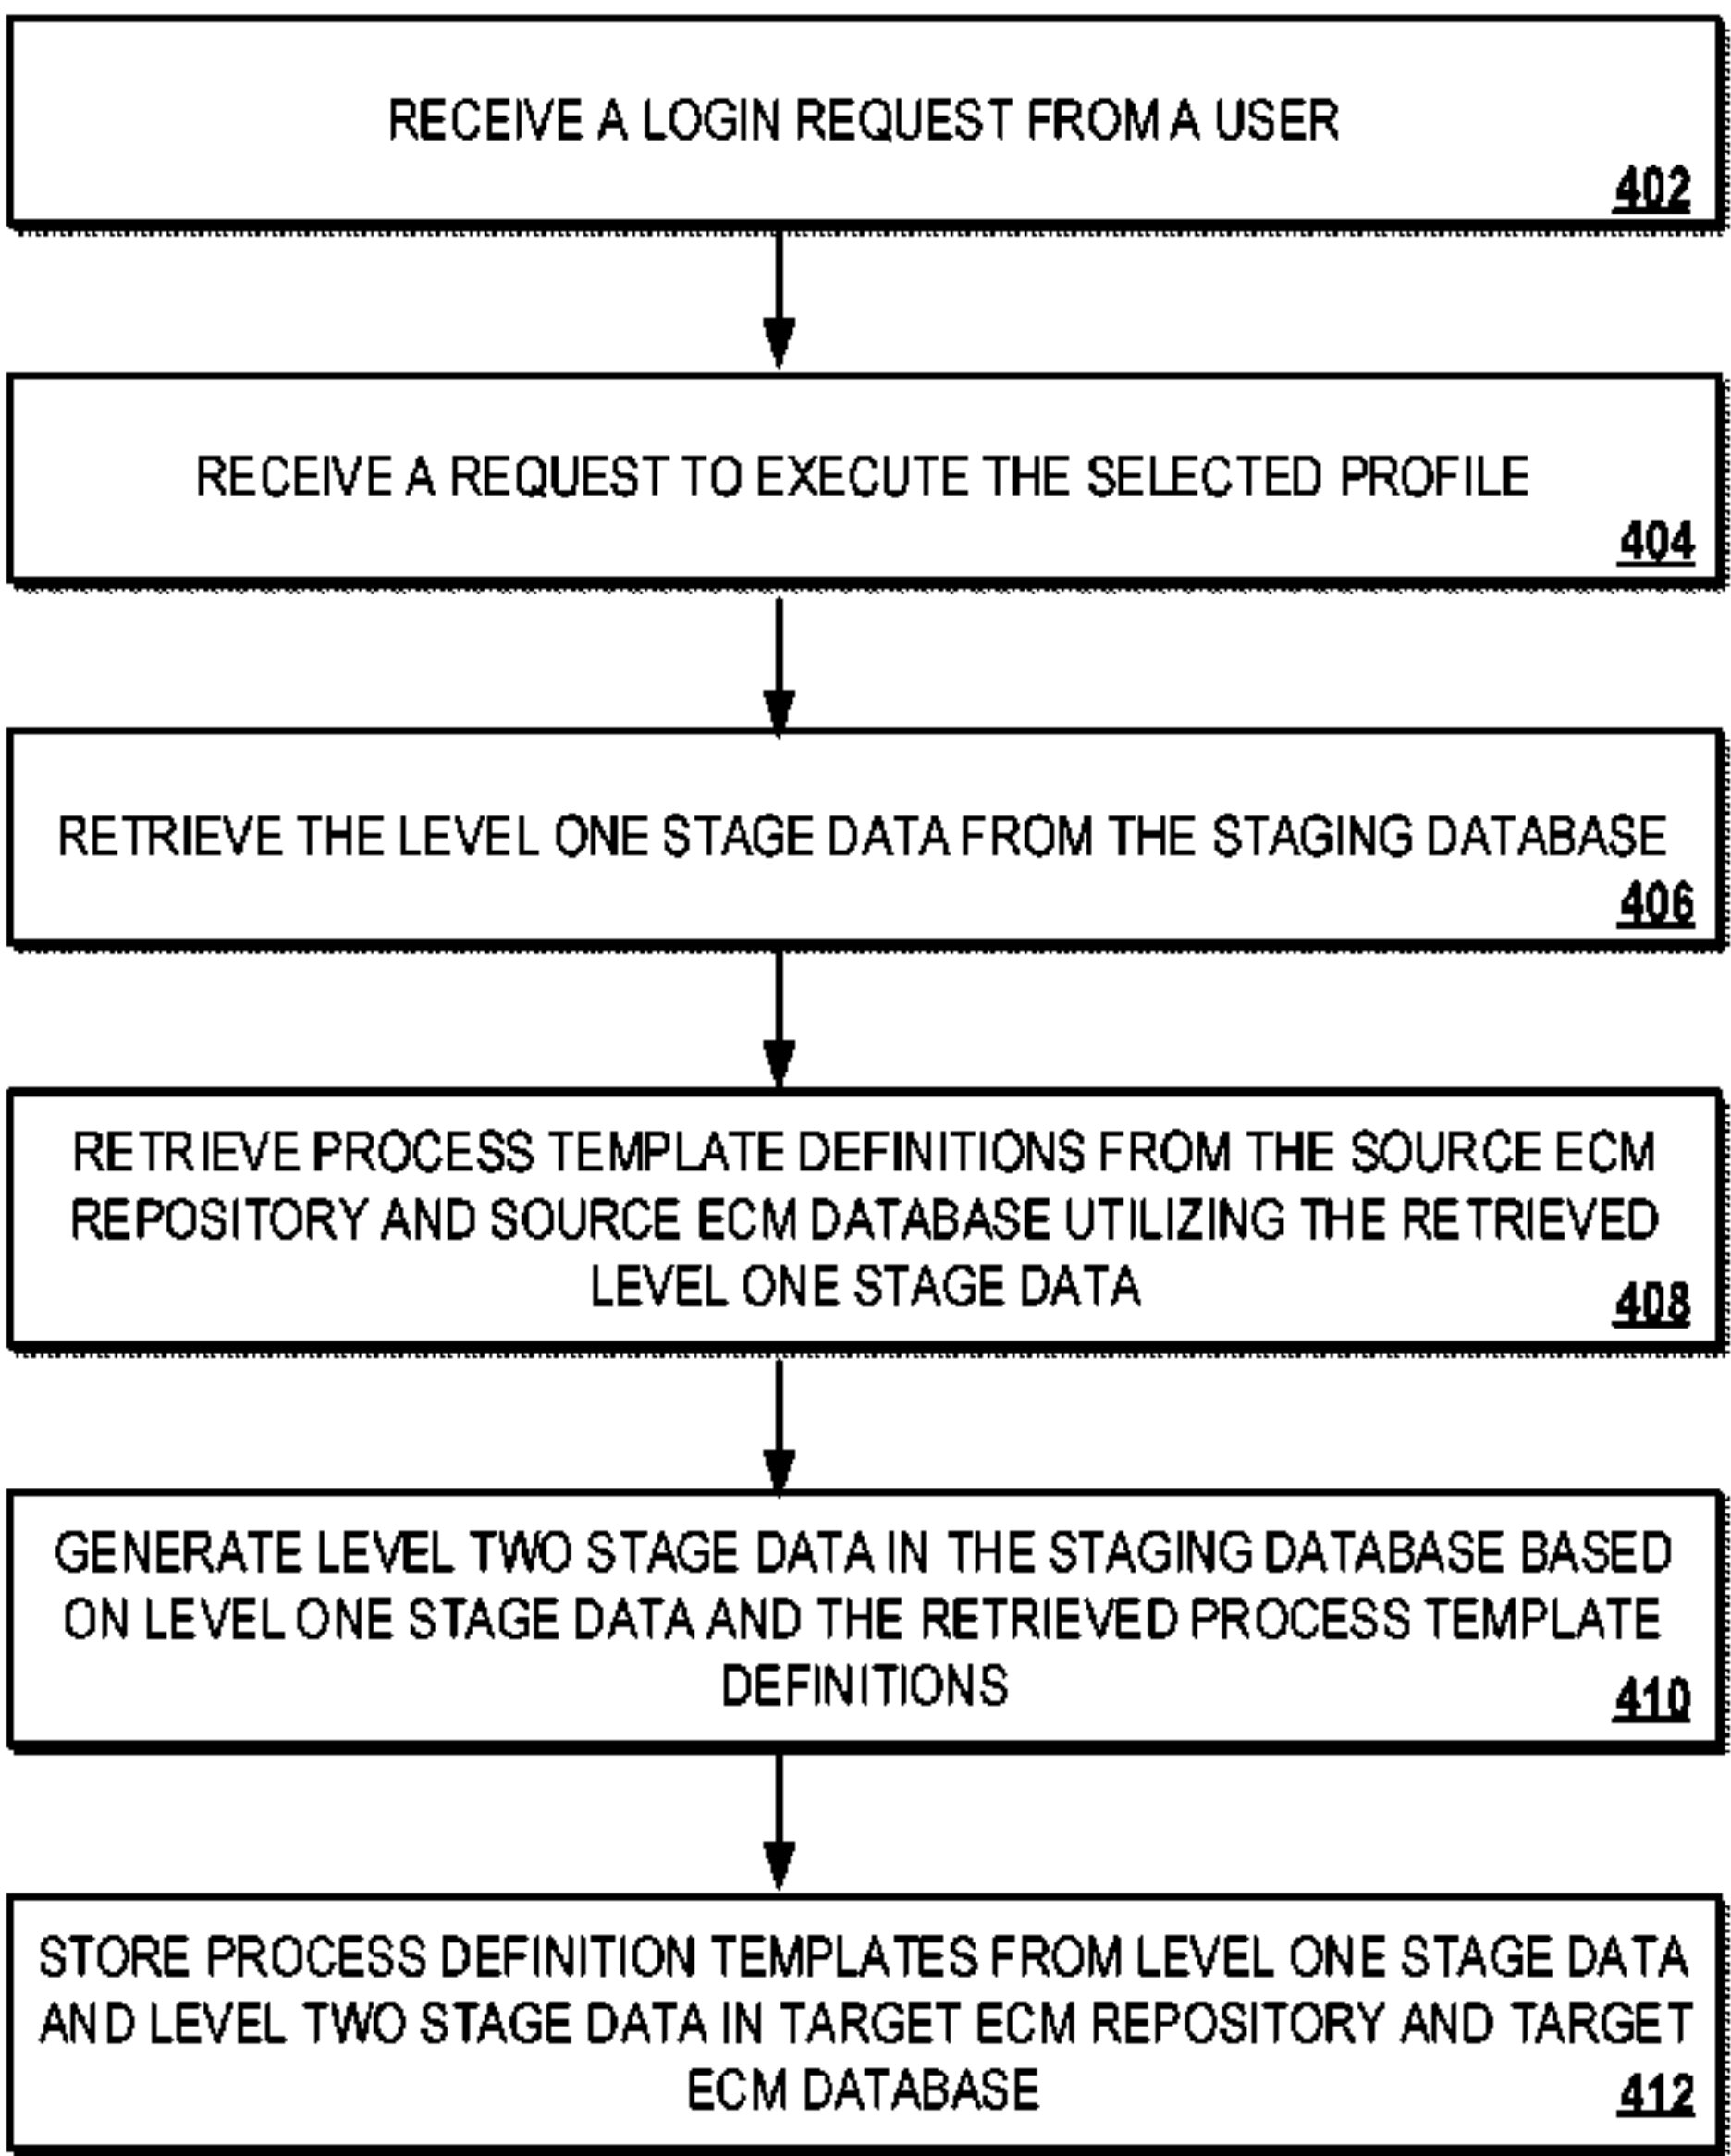 RECEIVE A LOGIN REQUEST FROM A USER
402
RECEIVE A REQUEST TO EXECUTE THE SELECTED PROFILE
404
RETRIEVE THE LEVEL ONE STAGE DATA FROM THE STAGING DATABASE
406
RETRIEVE PROCESS TEMPLATE DEFINITIONS FROM THE SOURCE ECM
REPOSITORY AND SOURCE ECM DATABASE UTILIZING THE RETRIEVED
LEVEL ONE STAGE DATA
408
GENERATE LEVEL TWO STAGE DATA IN THE STAGING DATABASE BASED
ON LEVEL ONE STAGE DATA AND THE RETRIEVED PROCESS TEMPLATE
DEFINITIONS
410
STORE PROCESS DEFINITION TEMPLATES FROM LEVEL ONE STAGE DATA
AND LEVEL TWO STAGE DATA IN TARGET ECM REPOSITORY AND TARGET
ECM DATABASE
412